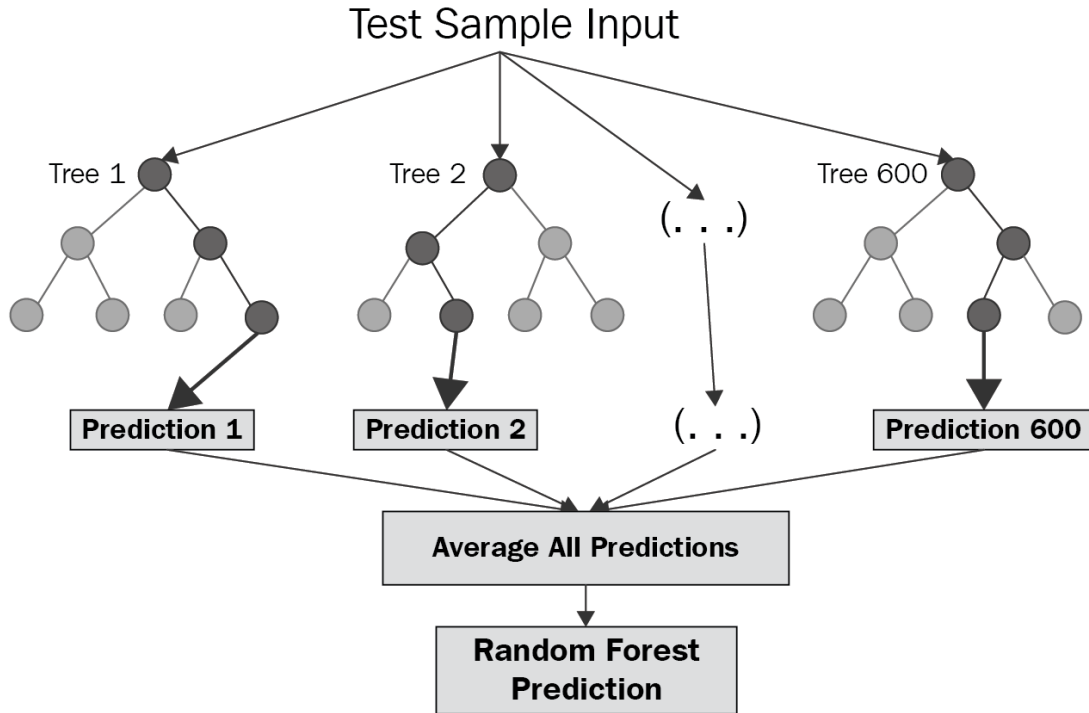 Test Sample Input
Tree 1
Tree 2
Tree 600
(. . .)
Prediction 1
Prediction 2
(. . .)
Prediction 600
Average All Predictions
Random Forest
Prediction